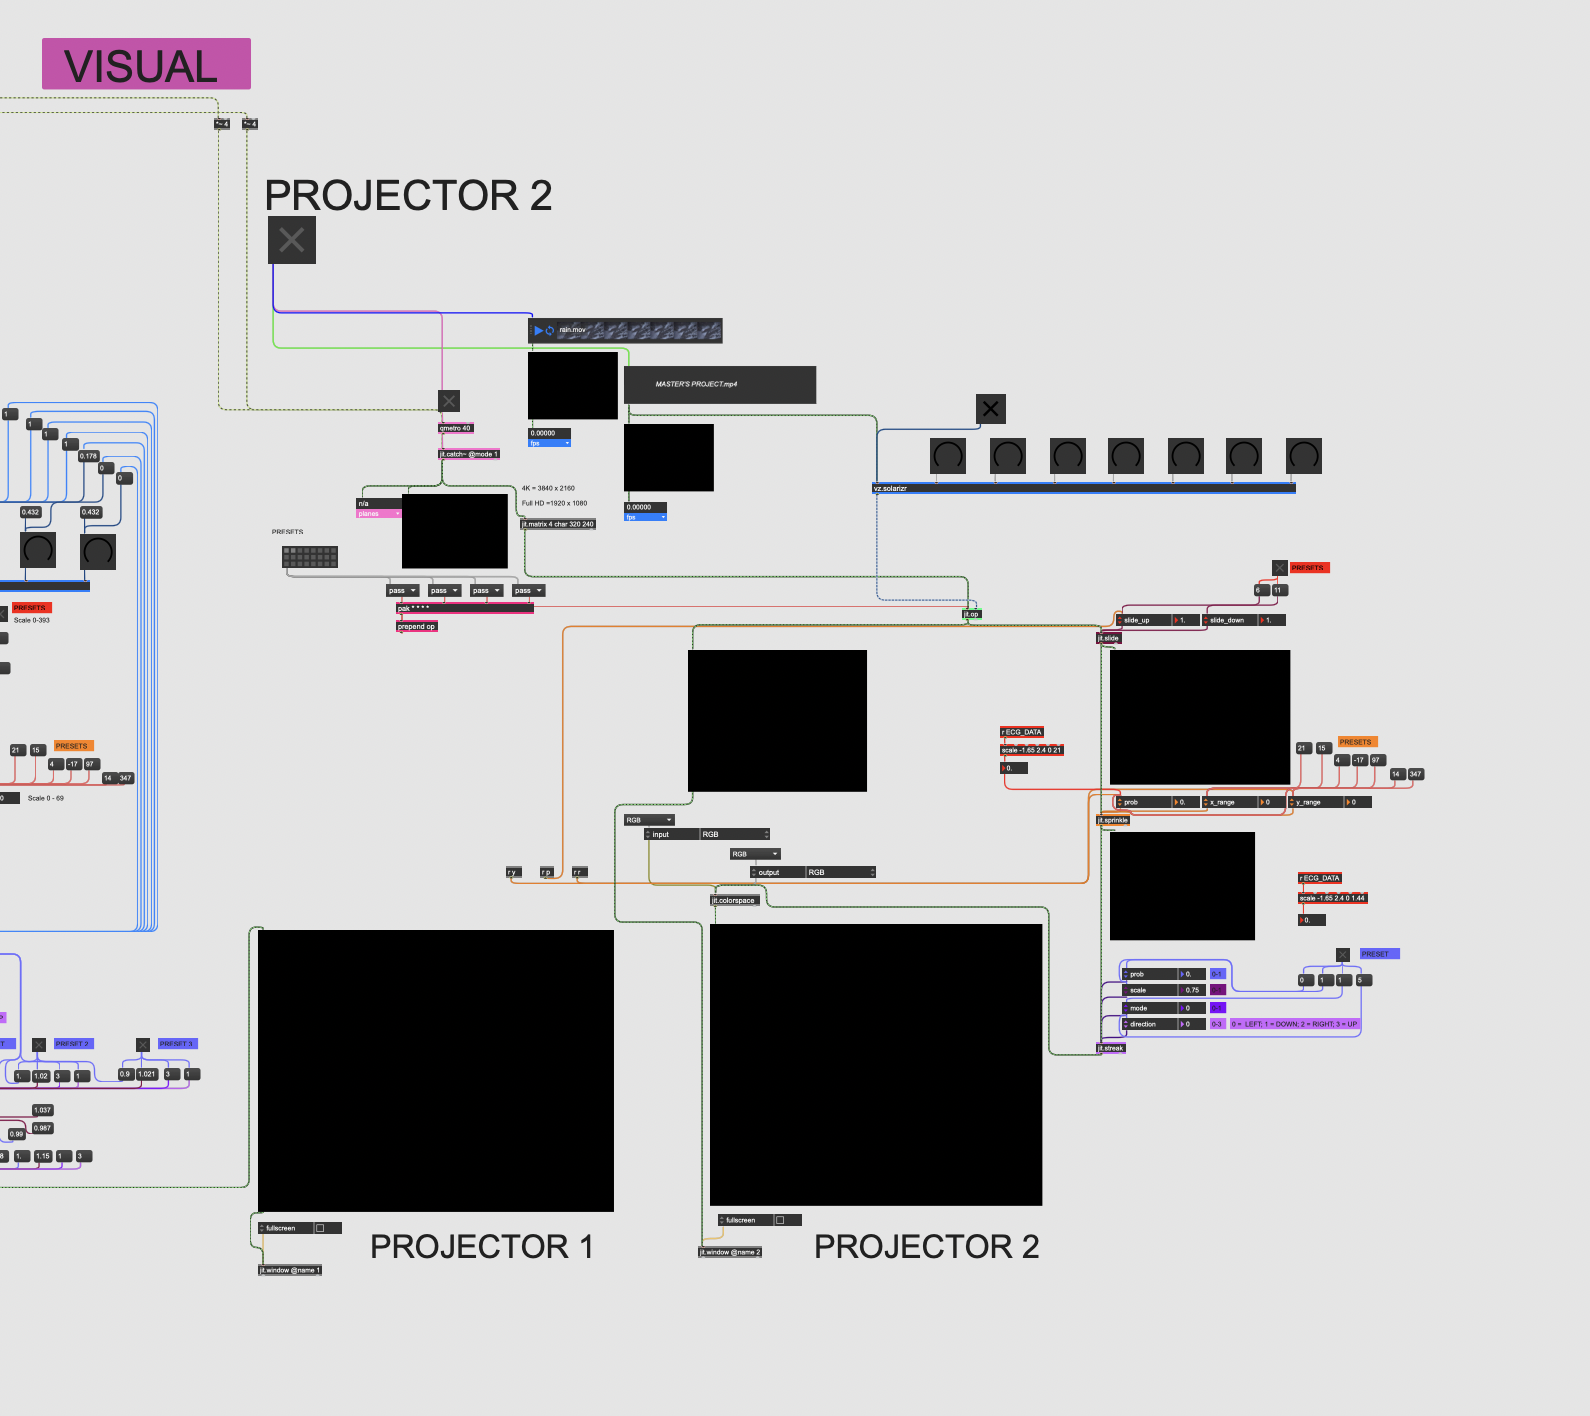 VISUAL
*~ 4
*~ 4
PROJECTOR 2
rain.mov
MASTER'S PROJECT.mp4
1
1
1
1
0.178
0
0
0.432
0.432
qmetro 40
jit.catch~ @mode 1
0.00000
fps
n/a
planes
4K = 3840 x 2160
Full HD =1920 x 1080
jit.matrix 4 char 320 240
0.00000
fps
vz.solarizr
PRESETS
pass
pass
pass
pass
pak * * * *
prepend op
jit.op
PRESETS
6
11
slide_up
1.
slide_down
1.
jit.slide
PRESETS
Scale 0-393
r ECG_DATA
scale -1.65 2.4 0 21
0.
21
15
PRESETS
4
-17
97
14
347
prob
0.
x_range
0
y_range
0
jit.sprinkle
21
15
PRESETS
4
-17
97
14
347
0
Scale 0 - 69
RGB
input
RGB
RGB
output
RGB
r y
r p
r r
jit.colorspace
r ECG_DATA
scale -1.65 2.4 0 1.44
0.
PRESET
0
1
1
5
prob
0.
0-1
scale
0.75
mode
0
direction
0
0-3
0 = LEFT; 1 = DOWN; 2 = RIGHT; 3 = UP
jit.streak
PRESET 2
PRESET 3
1.
1.02
3
1
0.9
1.021
3
1
1.037
0.987
0.99
8
1.
1.15
1
3
fullscreen
PROJECTOR 1
jit.window @name 1
fullscreen
PROJECTOR 2
jit.window @name 2